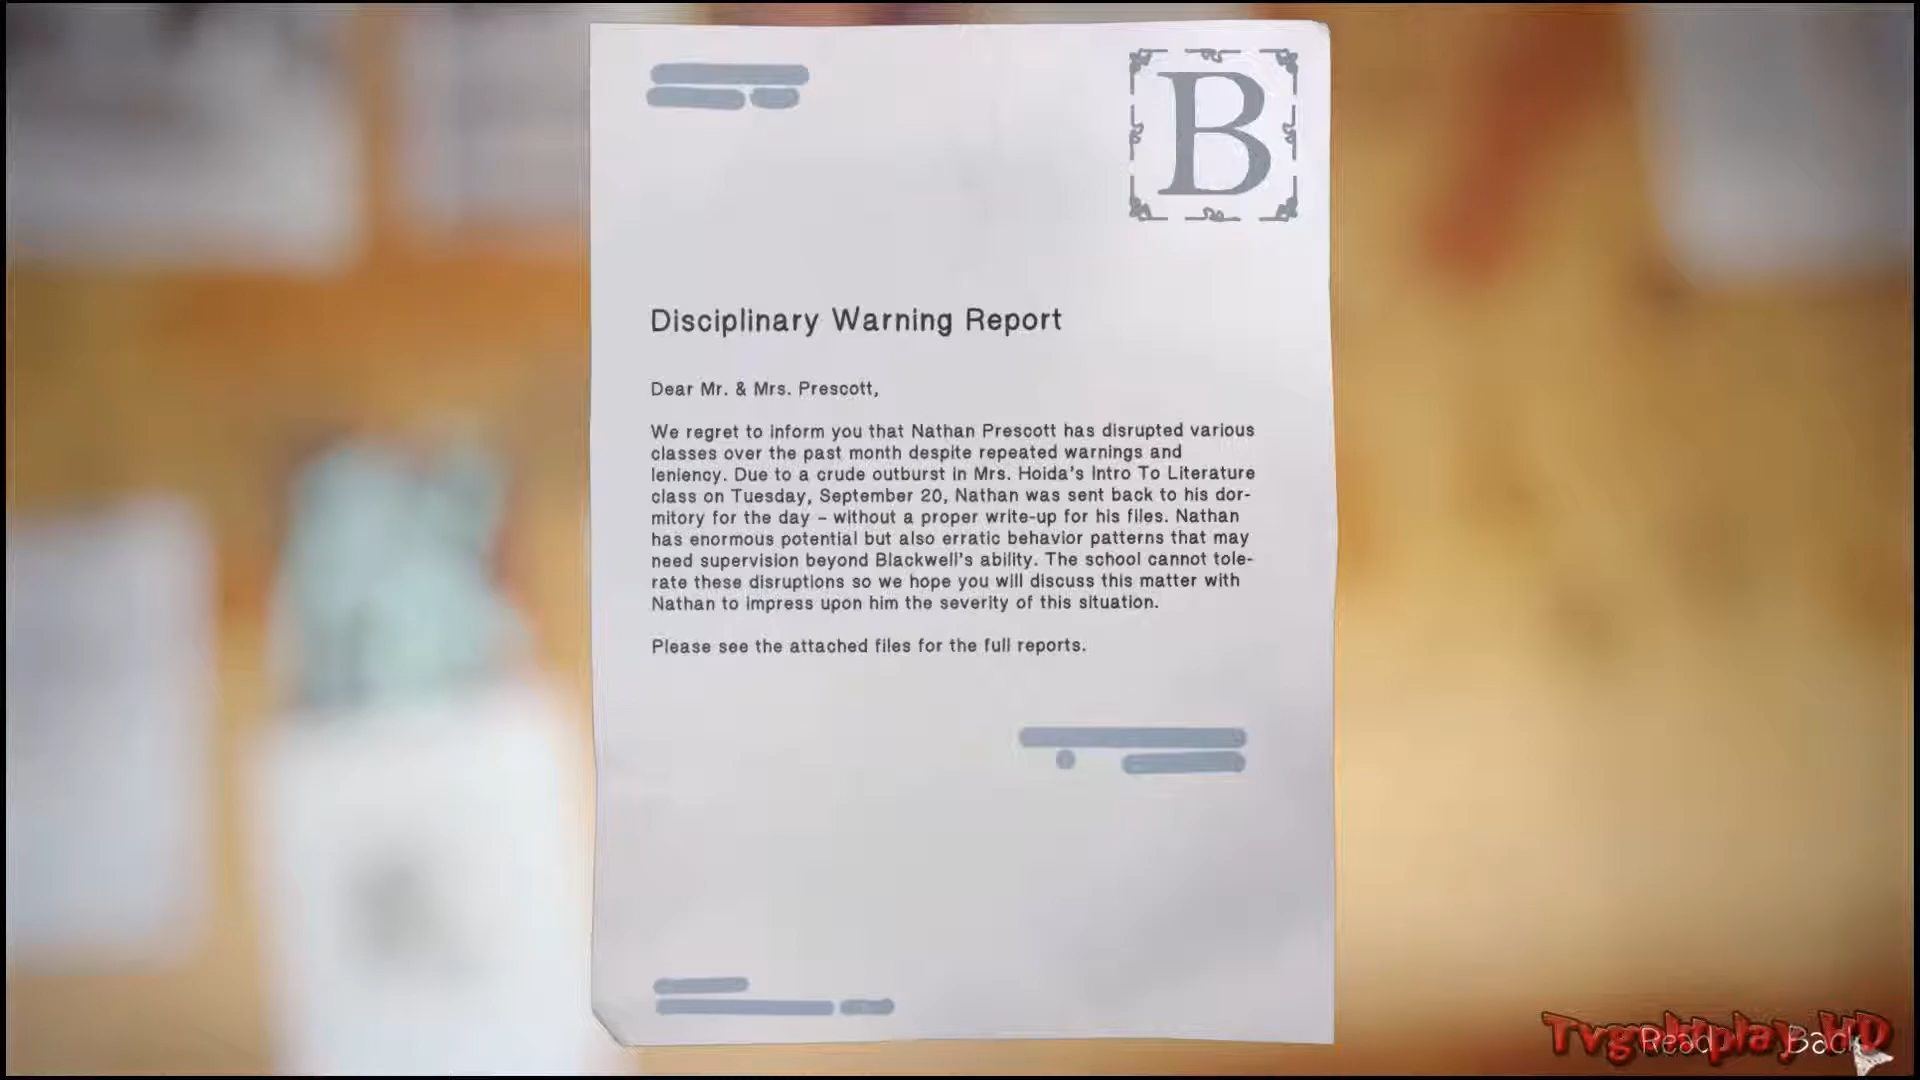 B
Disciplinary Warning Report
Dear Mr. & Mrs. Prescott,
We regret to inform you that Nathan Prescott has disrupted various
classes over the past month despite repeated warnings and
leniency. Due to a crude outburst in Mrs. Hoida's Intro To Literature
class on Tuesday, September 20, Nathan was sent back to his dor-
mitory for the day – without a proper write-up for his files. Nathan
has enormous potential but also erratic behavior patterns that may
need supervision beyond Blackwell's ability. The school cannot tole-
rate these disruptions so we hope you will discuss this matter with
Nathan to impress upon him the severity of this situation.
Please see the attached files for the full reports.
Read Back